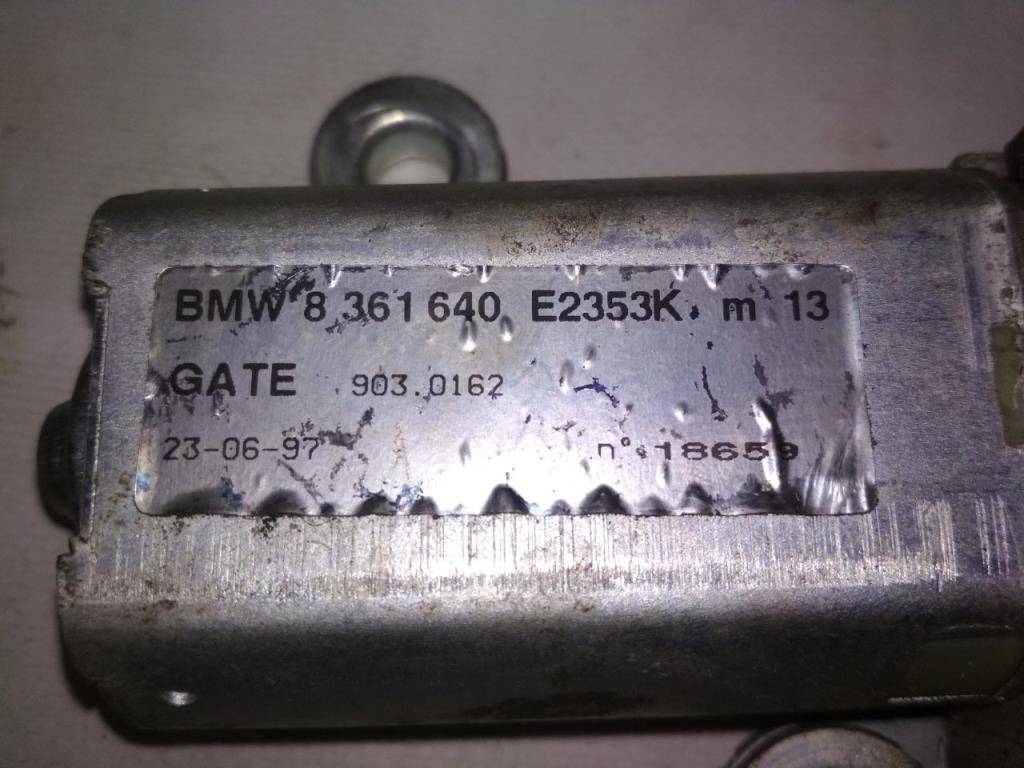 BMW 8 361 640 E2353K m 13
GATE 903.0162
23-06-97 n° 18659